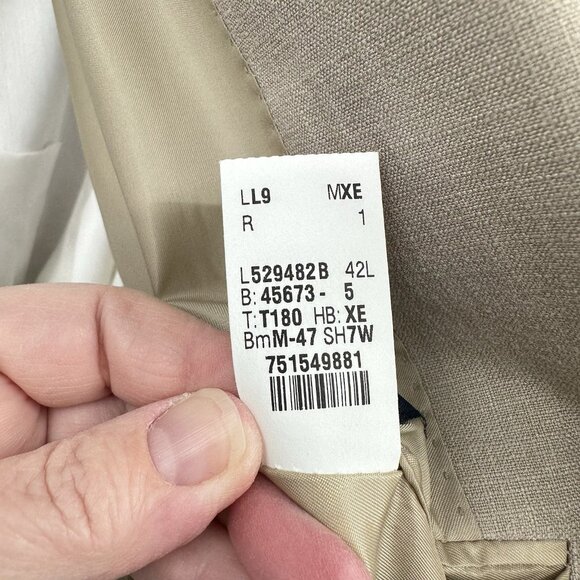 LL9 MXE
R 1
L529482B 42L
B: 45673- 5
T: T180 HB: XE
BmM-47 SH7W
751549881